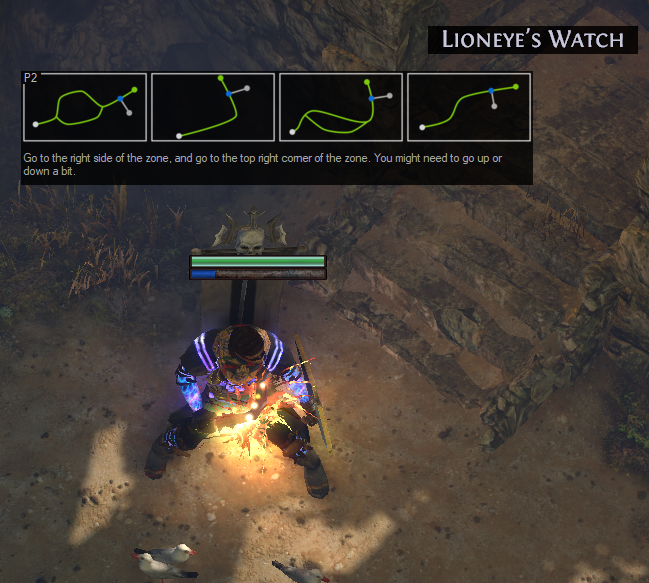 Lioneye's Watch
P2
Go to the right side of the zone, and go to the top right corner of the zone. You might need to go up or
down a bit.